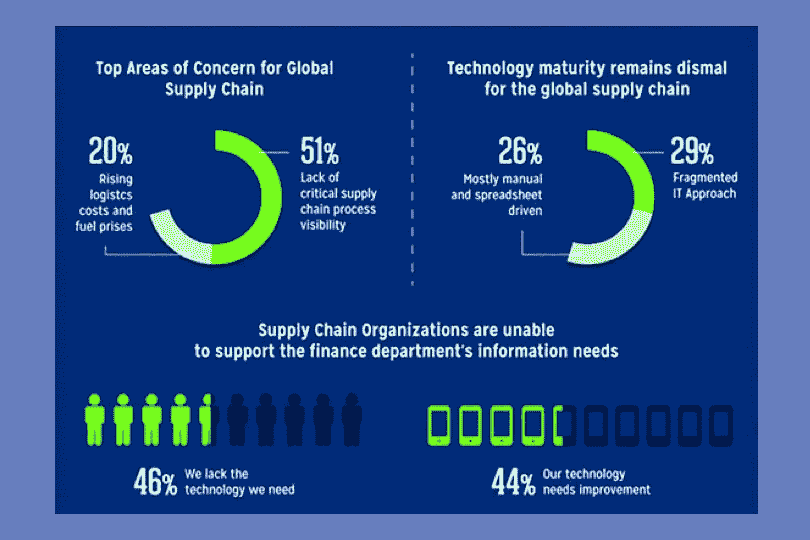 Top Areas of Concern for Global
Supply Chain
20%
Rising
logistcs
costs and
fuel prises
51%
Lack of
critical supply
chain process
visibility
Technology maturity remains dismal
for the global supply chain
26%
Mostly manual
and spreadsheet
driven
29%
Fragmented
IT Approach
Supply Chain Organizations are unable
to support the finance department's information needs
46% We lack the
technology we need
44% Our technology
needs improvement